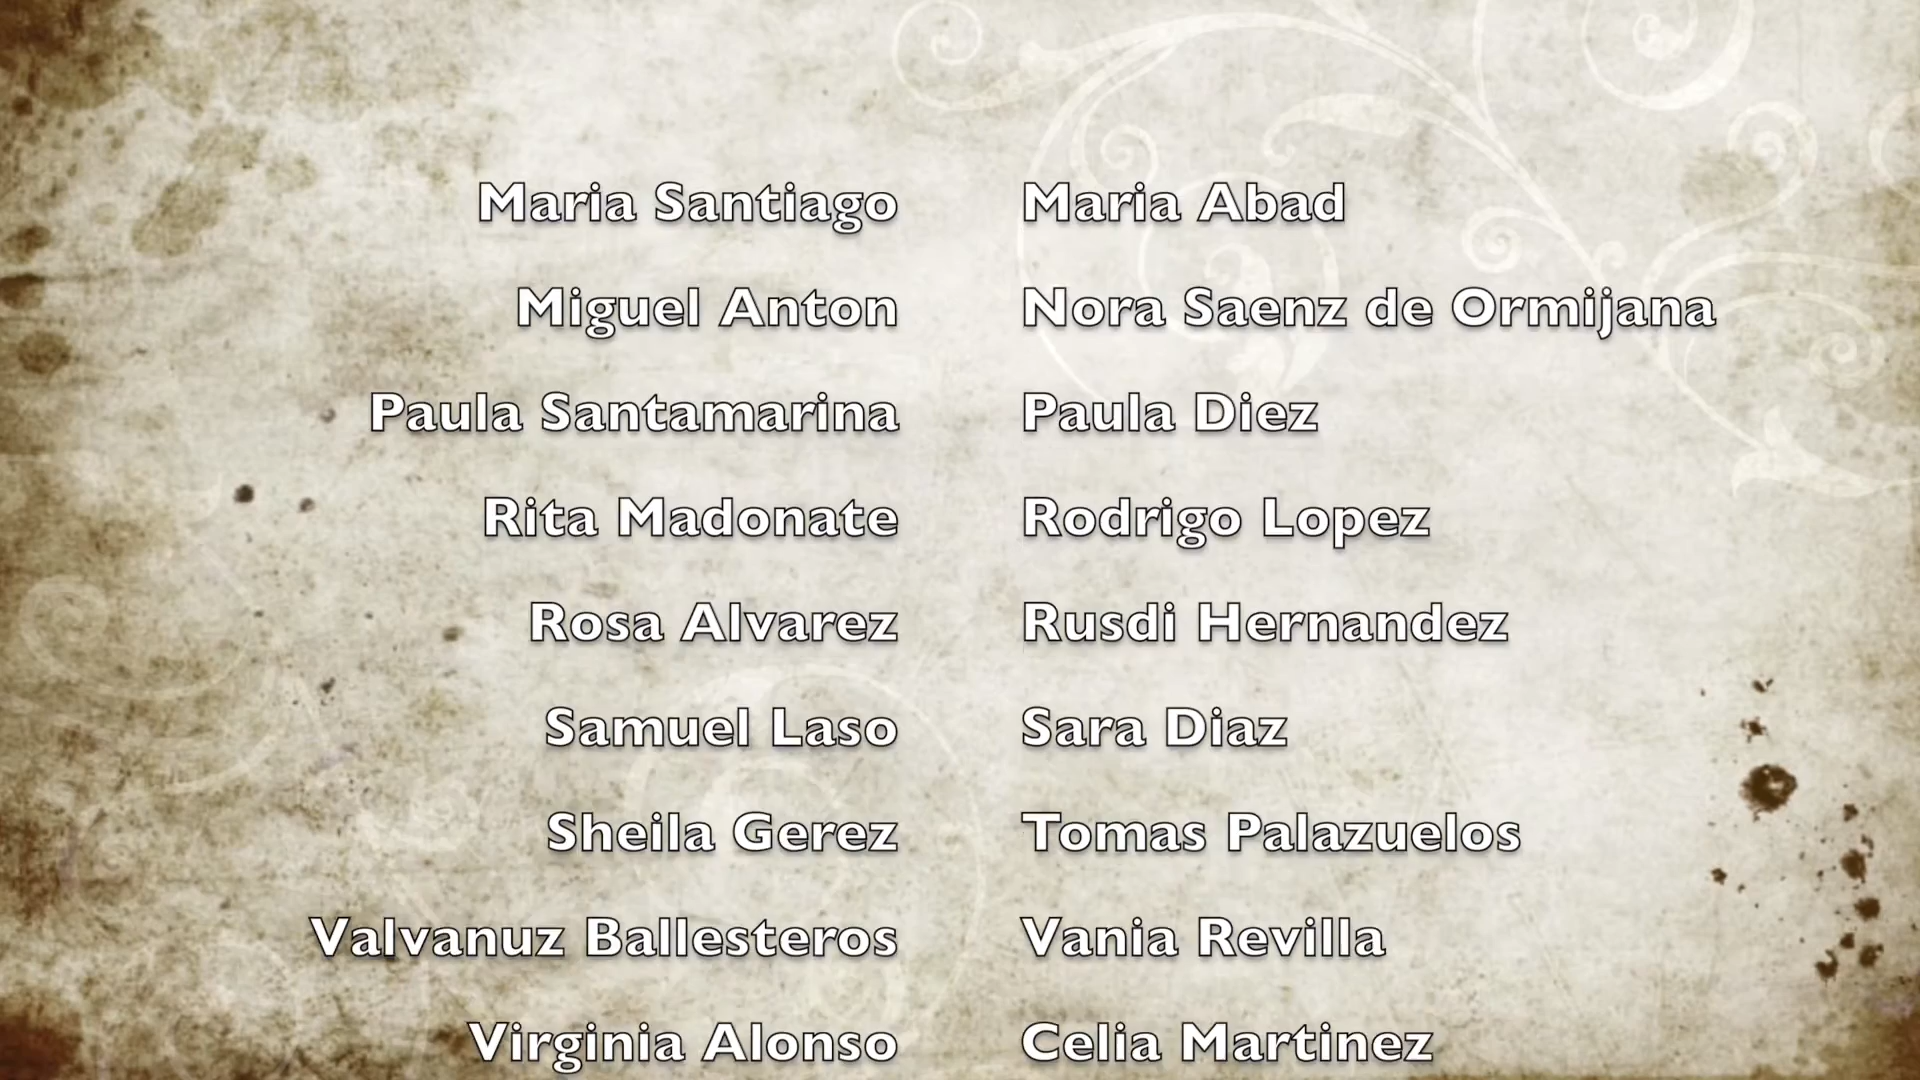 Maria Santiago Maria Abad
Miguel Anton Nora Saenz de Ormijana
Paula Santamarina Paula Diez
Rita Madonate Rodrigo Lopez
Rosa Alvarez Rusdi Hernandez
Samuel Laso Sara Diaz
Sheila Gerez Tomas Palazuelos
Valvanuz Ballesteros Vania Revilla
Virginia Alonso Celia Martinez